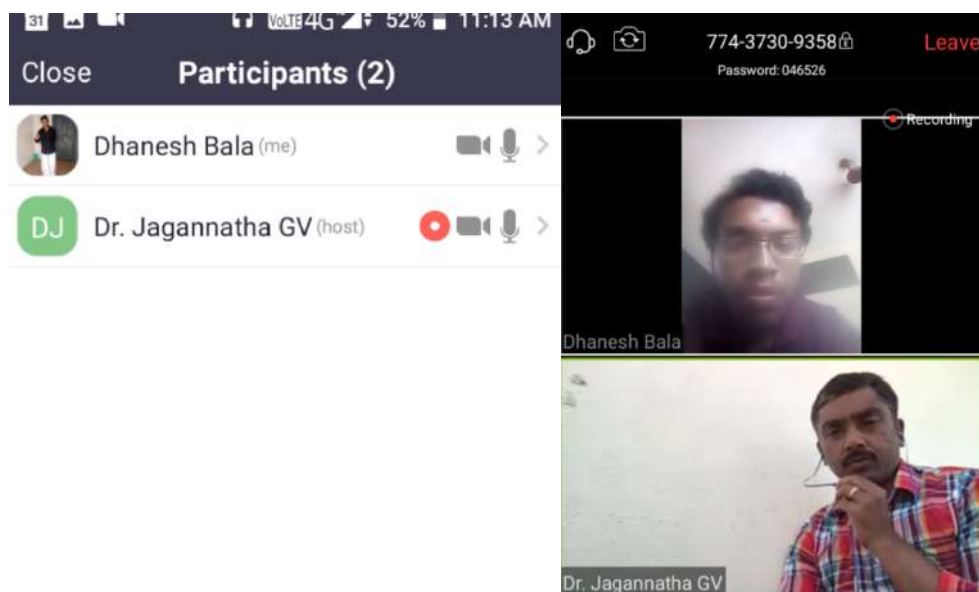 31 VoLTE 4G 52% 11:13 AM
Close Participants (2)
Dhanesh Bala (me)
DJ Dr. Jagannatha GV (host)
774-3730-9358 Leave
Password: 046526
Recording
Dhanesh Bala
Dr. Jagannatha GV